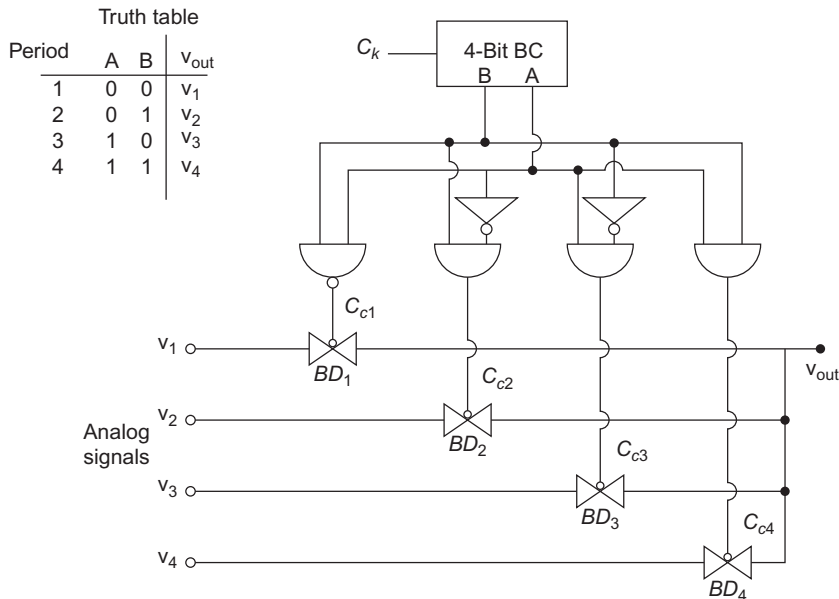 Truth table
Period A B v_out
1 0 0 v_1
2 0 1 v_2
3 1 0 v_3
4 1 1 v_4
C_k
4-Bit BC
B A
C_c1
v_1
BD_1
v_out
C_c2
v_2
BD_2
Analog
signals
C_c3
v_3
BD_3
C_c4
v_4
BD_4